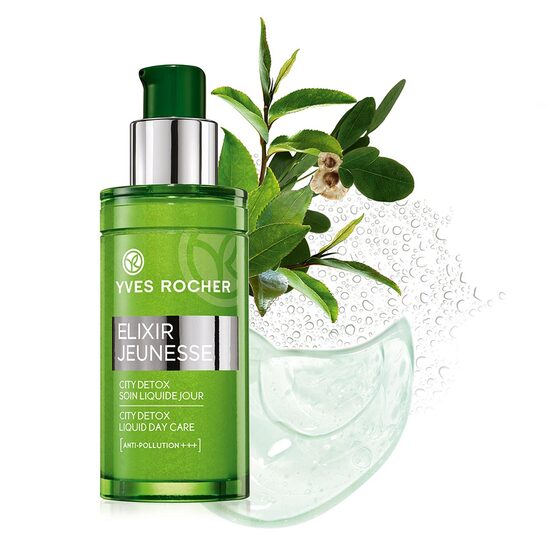 YVES ROCHER
ELIXIR
JEUNESSE
CITY DETOX
SOIN LIQUIDE JOUR
CITY DETOX
LIQUID DAY CARE
[ANTI-POLLUTION+++]